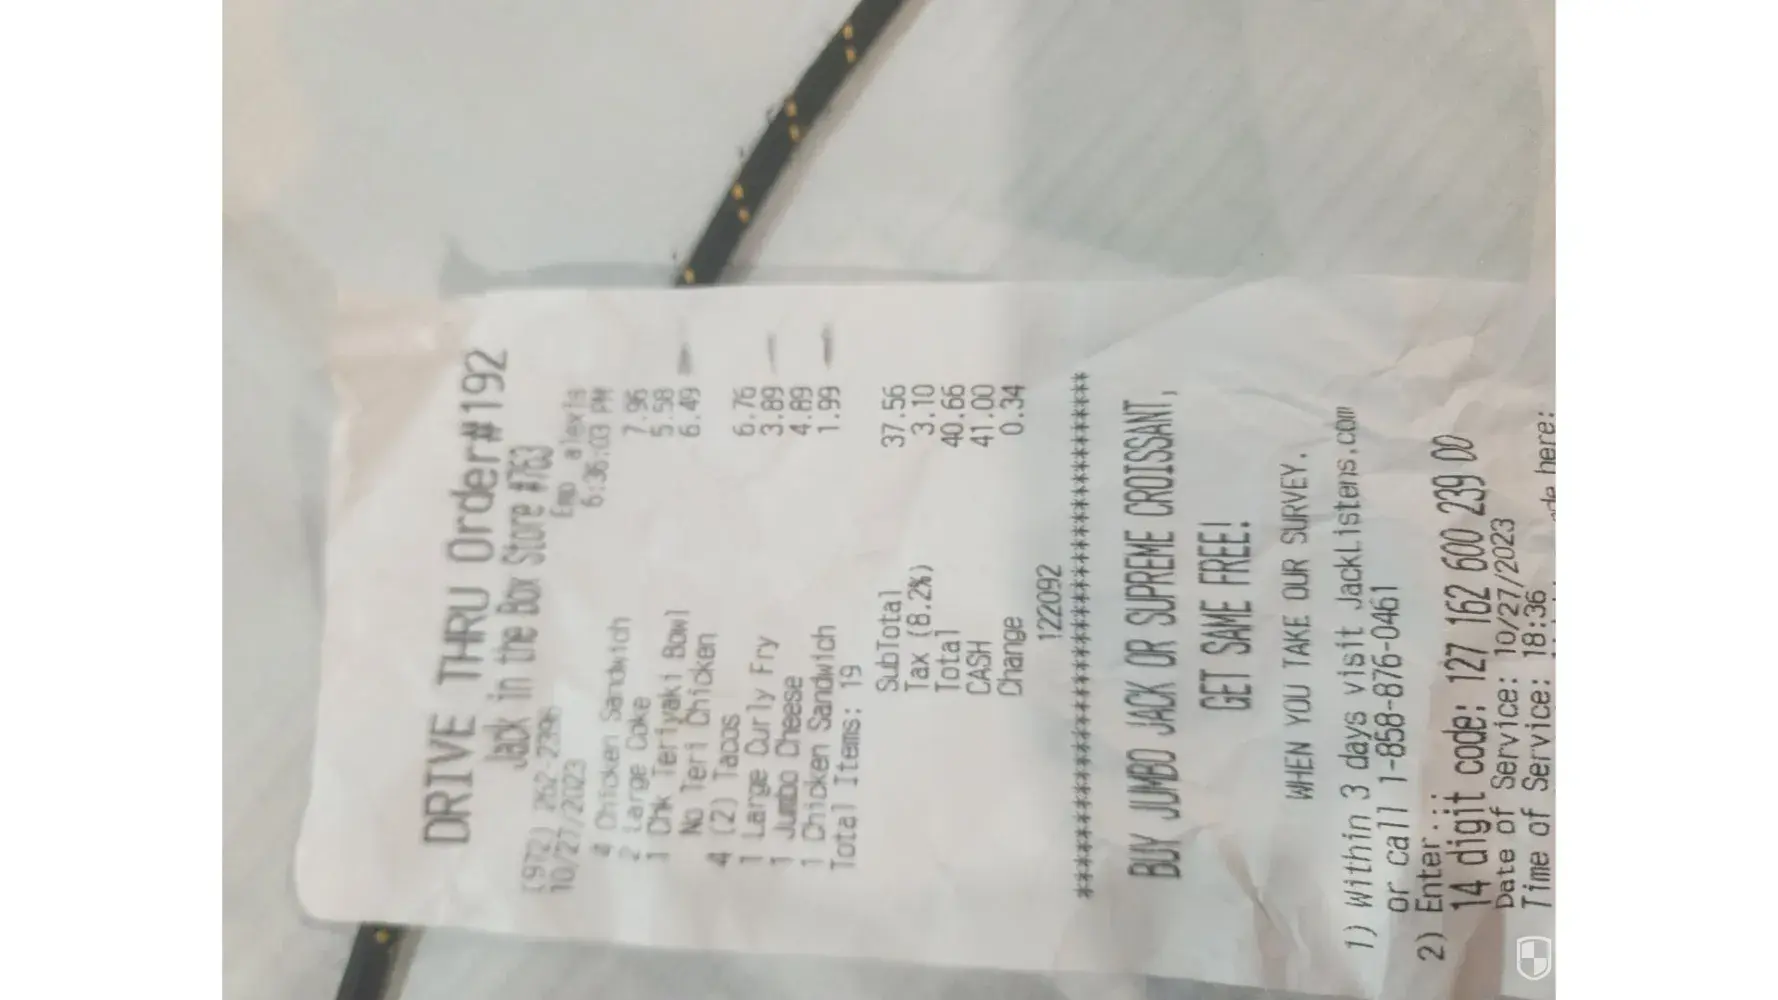 DRIVE THRU Order#192
Jack in the Box Store #763
Emp alexis
(972) 262-2396
10/27/2023 6:36:03 PM
4 Chicken Sandwich 7.96
2 Large Coke 5.58
1 Chk Teriyaki Bowl 6.49
No Teri Chicken
4 (2) Tacos 6.76
1 Large Curly Fry 3.89
1 Jumbo Cheese 4.89
1 Chicken Sandwich 1.99
Total Items: 19
SubTotal 37.56
Tax (8.2%) 3.10
Total 40.66
CASH 41.00
Change 0.34
122092
****************************************
BUY JUMBO JACK OR SUPREME CROISSANT,
GET SAME FREE!
WHEN YOU TAKE OUR SURVEY.
1) Within 3 days visit JackListens.com
or call 1-858-876-0461
2) Enter...:
14 digit code: 127 162 600 239 00
Date of Service: 10/27/2023
Time of Service: 18:36
here: